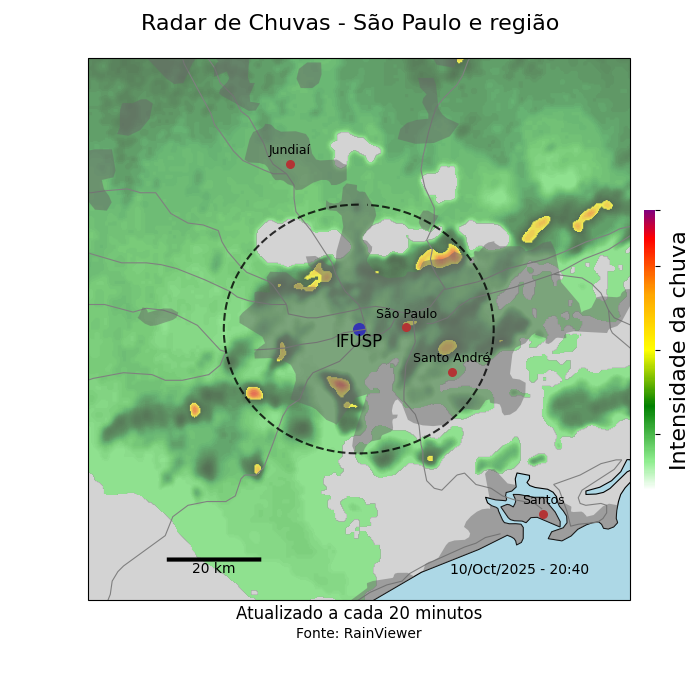 Radar de Chuvas - São Paulo e região
Jundiaí
São Paulo
IFUSP
Santo André
Santos
20 km
10/Oct/2025 - 20:40
Intensidade da chuva
Atualizado a cada 20 minutos
Fonte: RainViewer